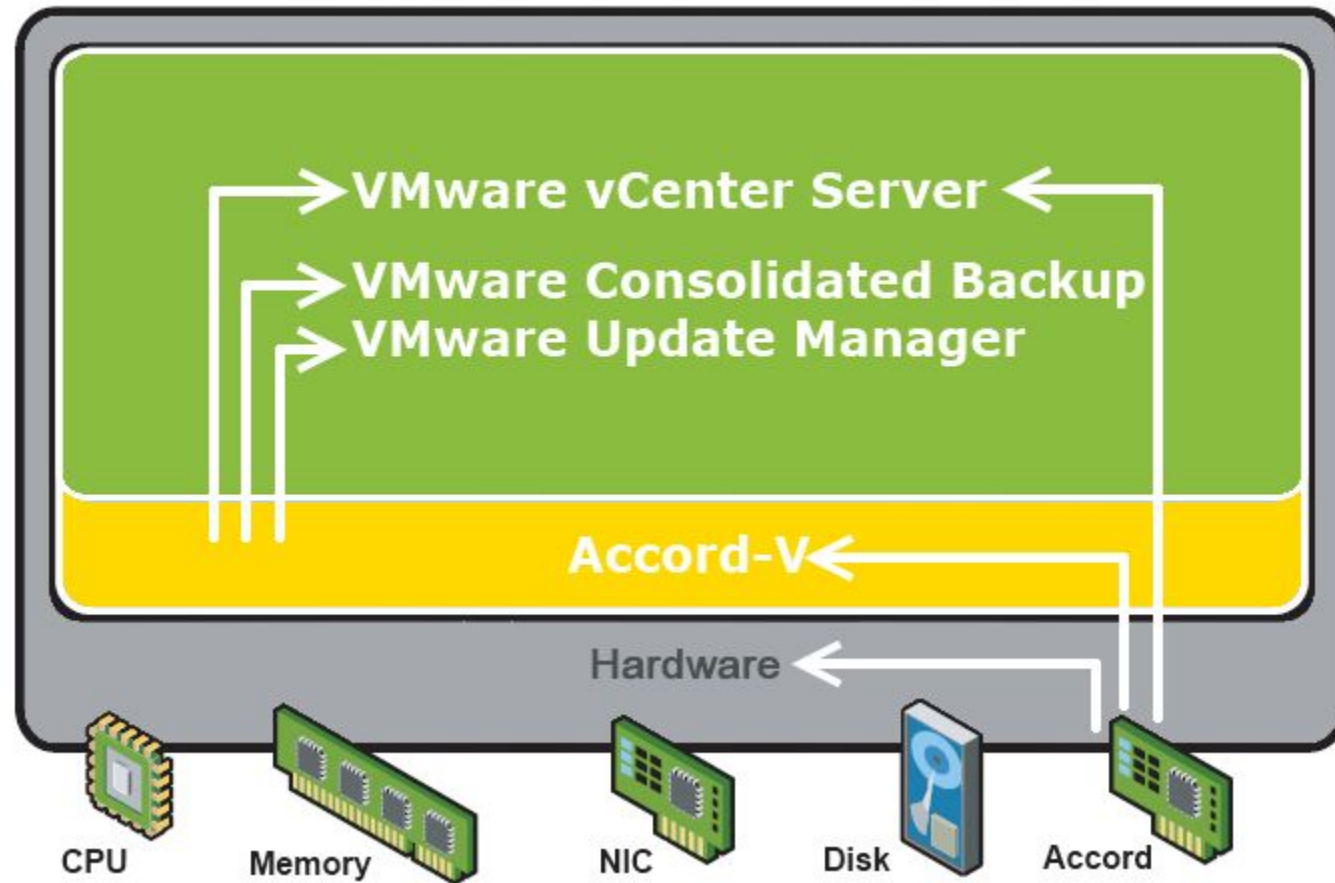 VMware vCenter Server
VMware Consolidated Backup
VMware Update Manager
Accord-V
Hardware
CPU
Memory
NIC
Disk
Accord